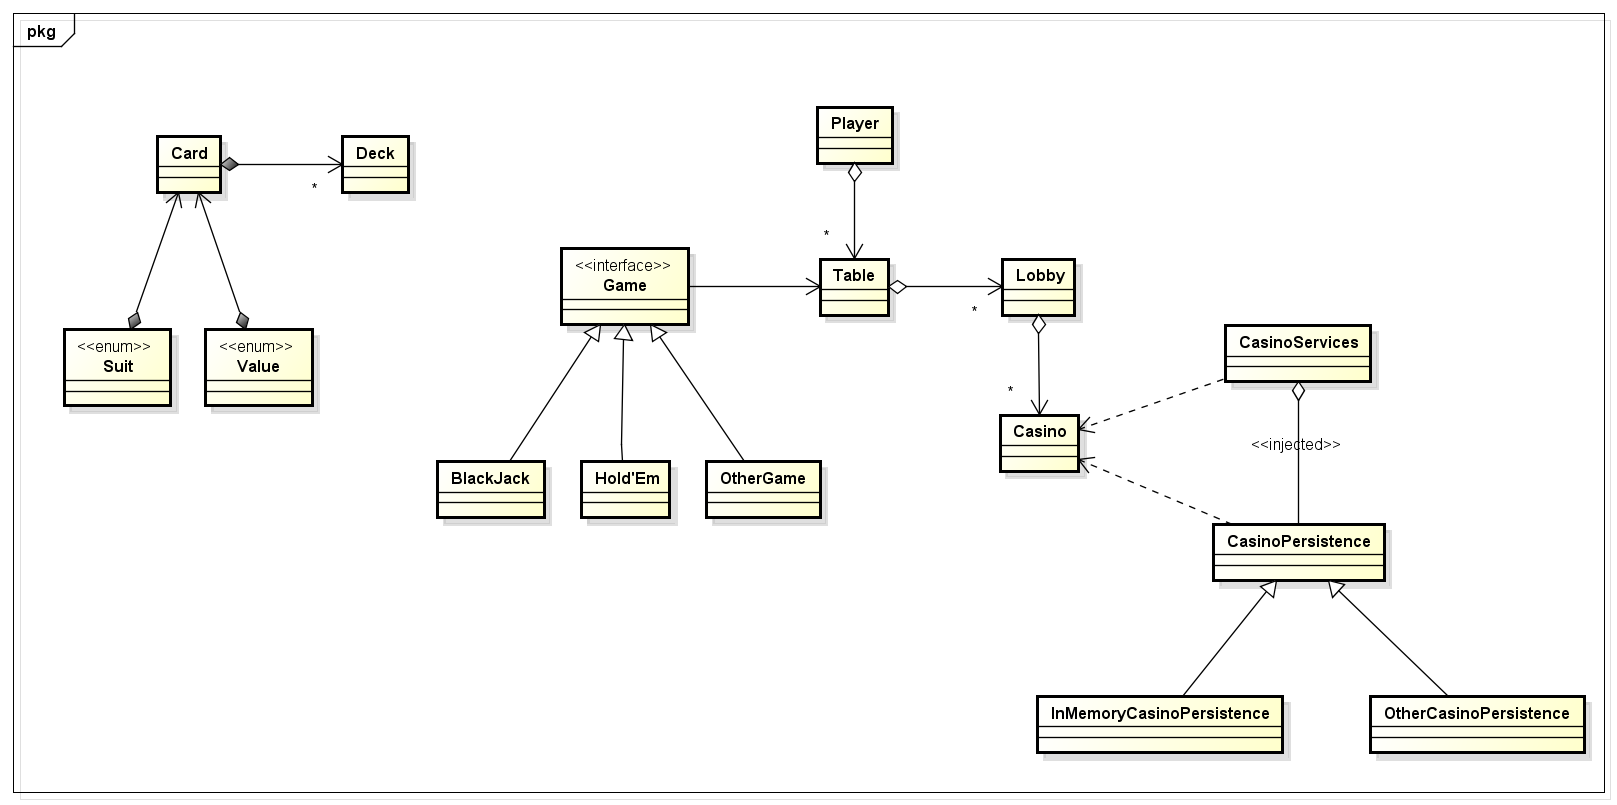 pkg
Player
Card
Deck
*
*
<<interface>>
Game
Table
Lobby
*
<<enum>>
Suit
<<enum>>
Value
CasinoServices
*
Casino
<<injected>>
BlackJack
Hold'Em
OtherGame
CasinoPersistence
InMemoryCasinoPersistence
OtherCasinoPersistence